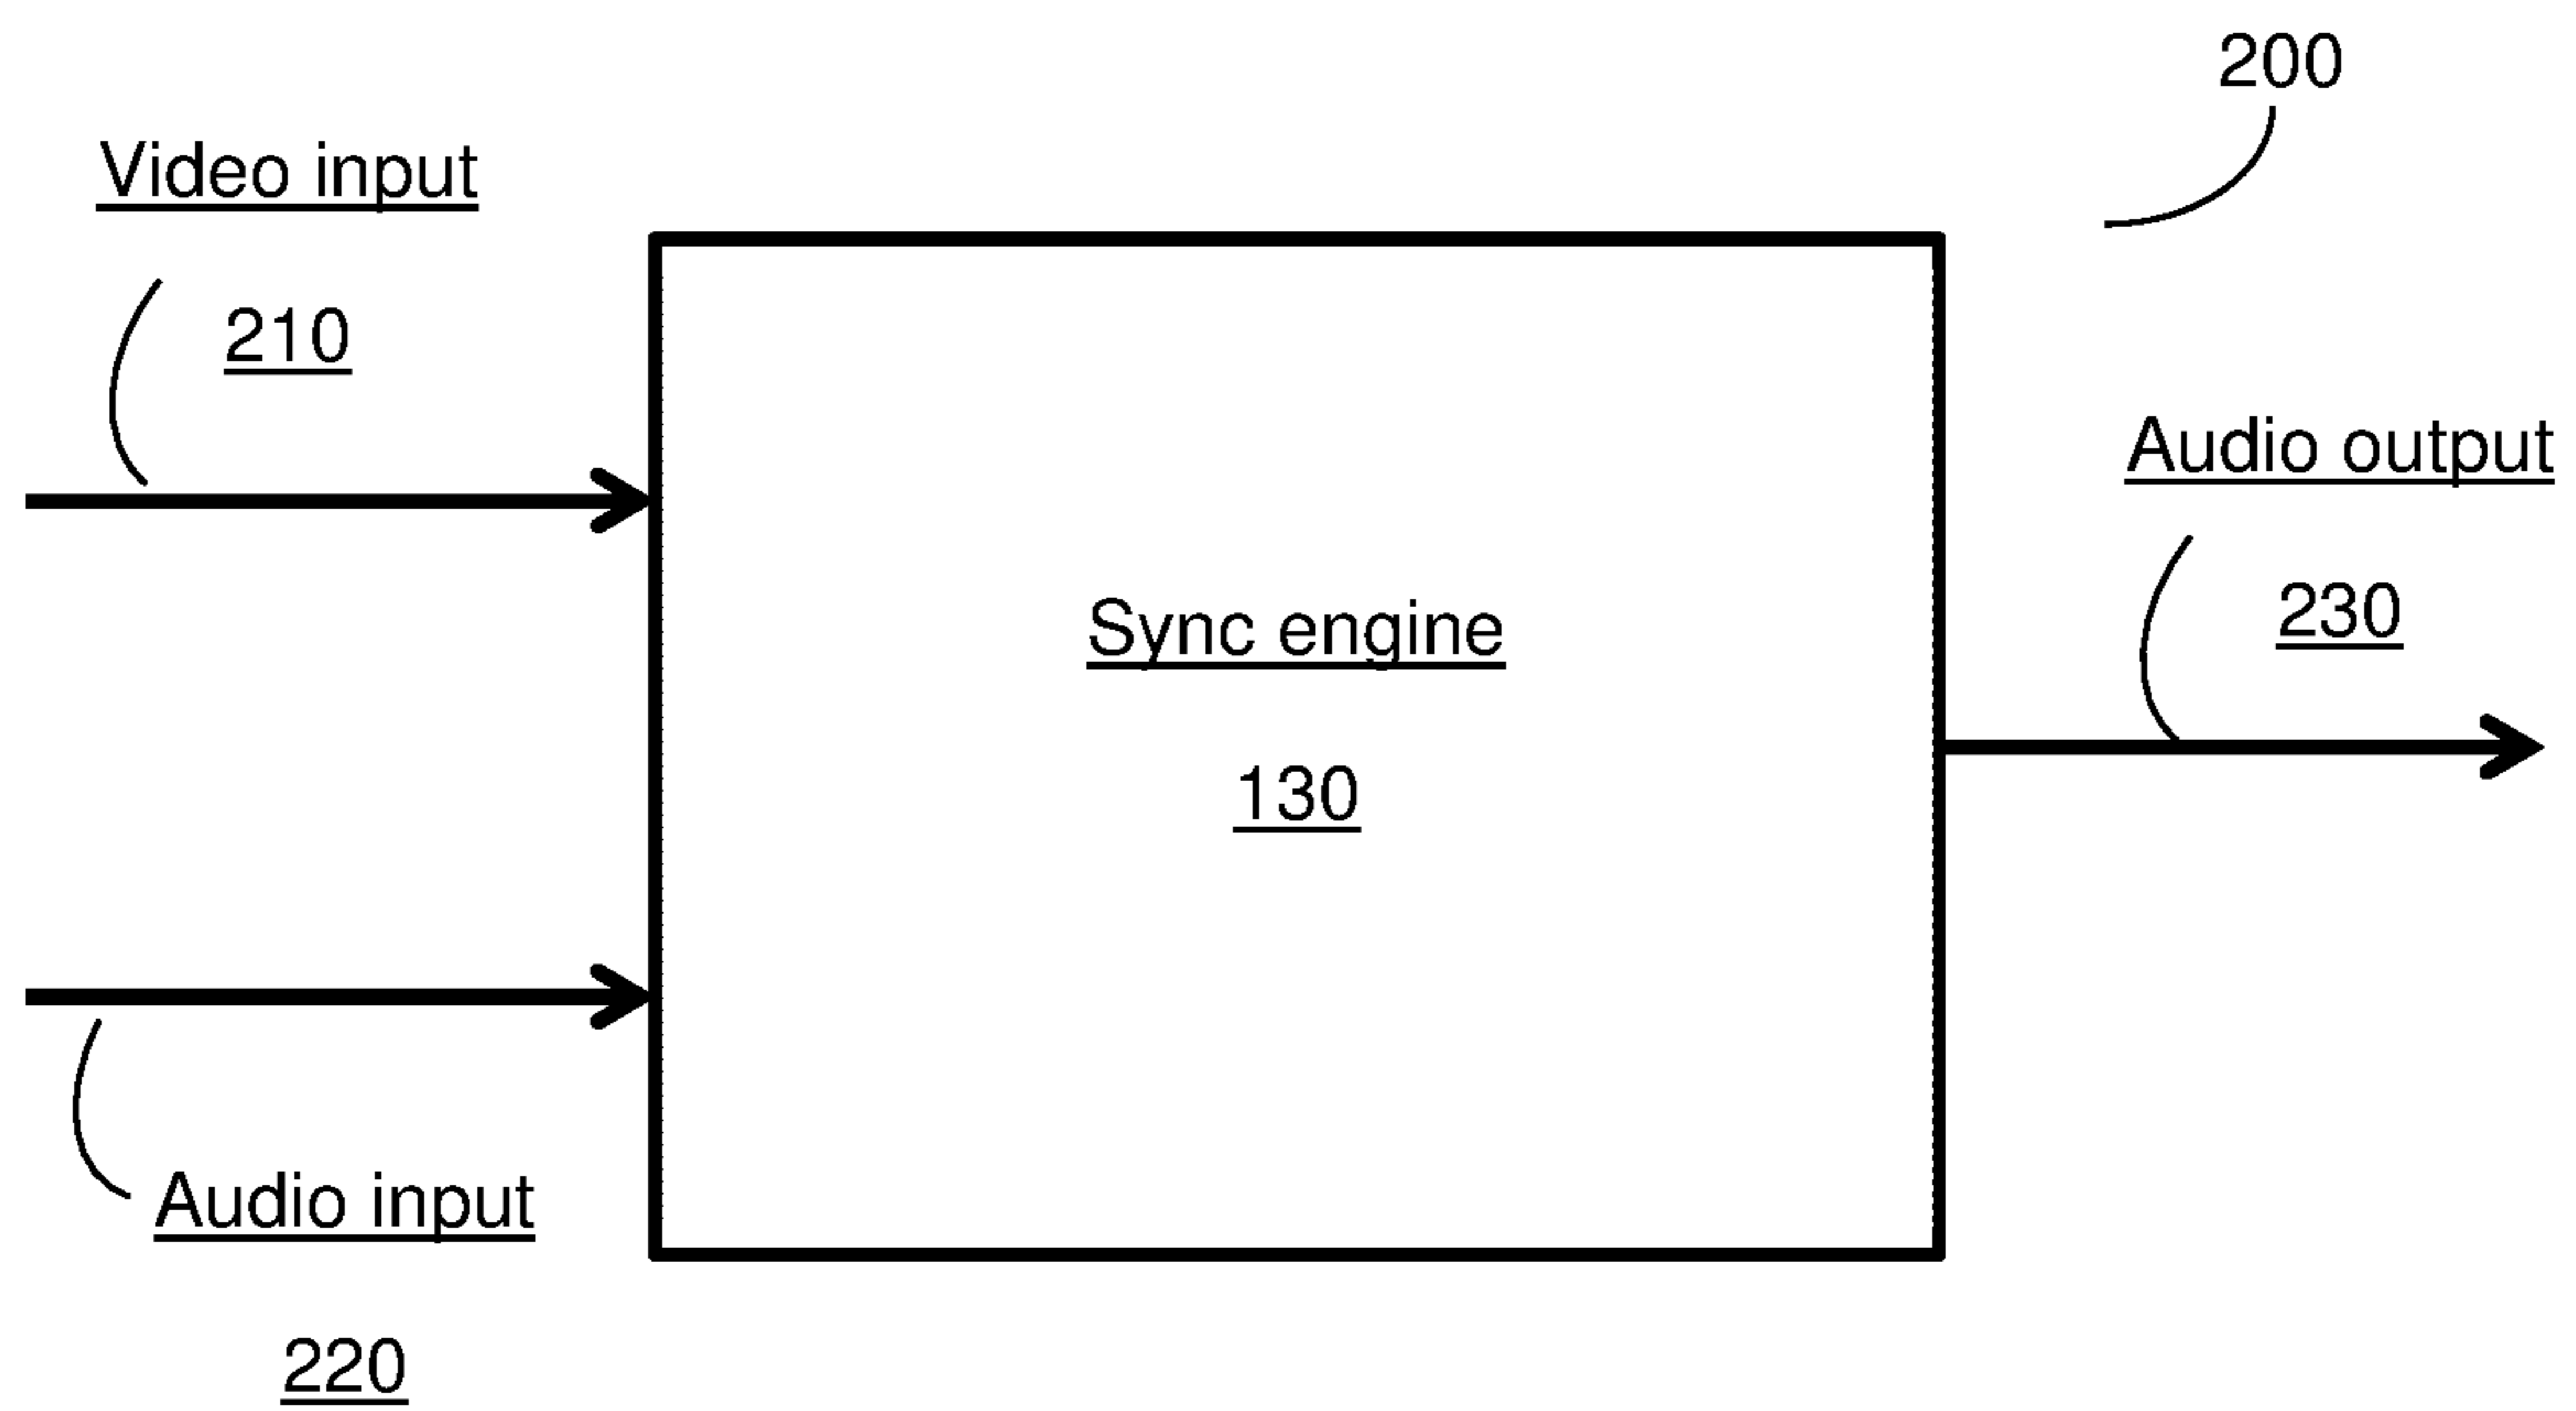 200
Video input
210
Audio output
230
Sync engine
130
Audio input
220